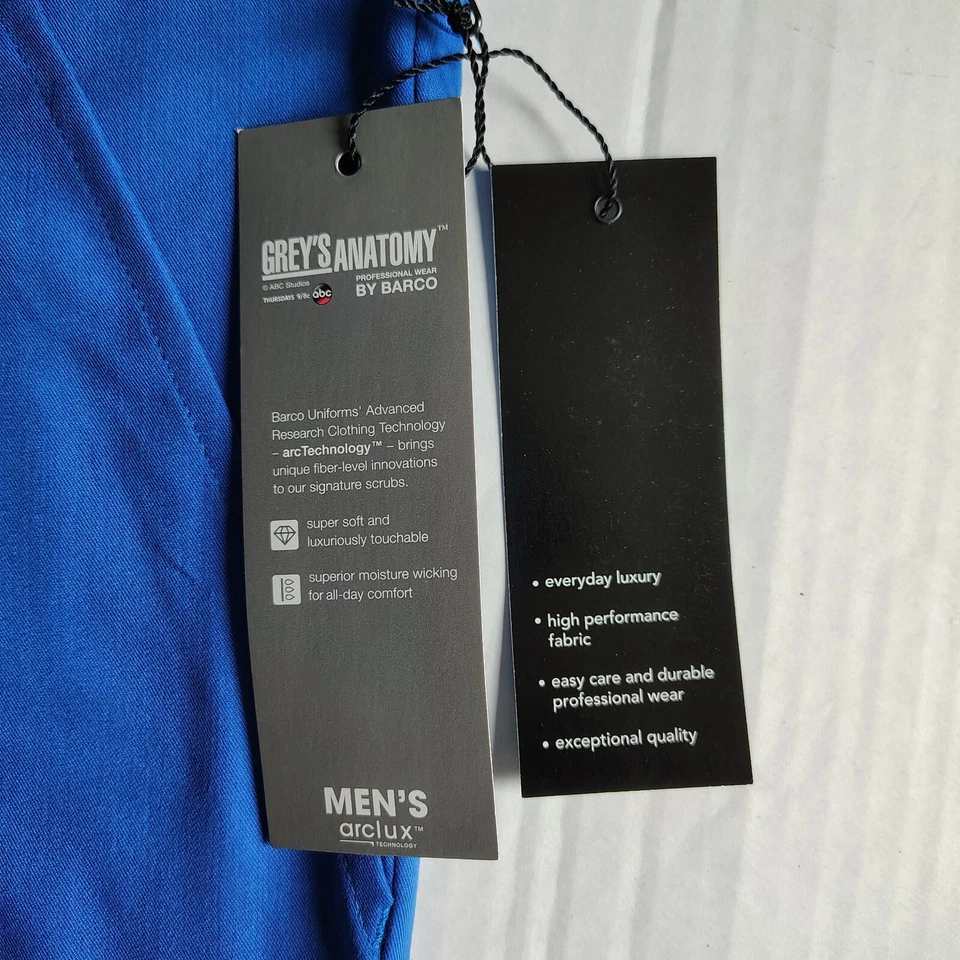 GREY'S ANATOMY™
© ABC Studios
PROFESSIONAL WEAR
THURSDAYS 9/8c abc
BY BARCO
Barco Uniforms' Advanced
Research Clothing Technology
– arcTechnology™ – brings
unique fiber-level innovations
to our signature scrubs.
super soft and
luxuriously touchable
superior moisture wicking
for all-day comfort
MEN'S
arclux™
TECHNOLOGY
• everyday luxury
• high performance
fabric
• easy care and durable
professional wear
• exceptional quality